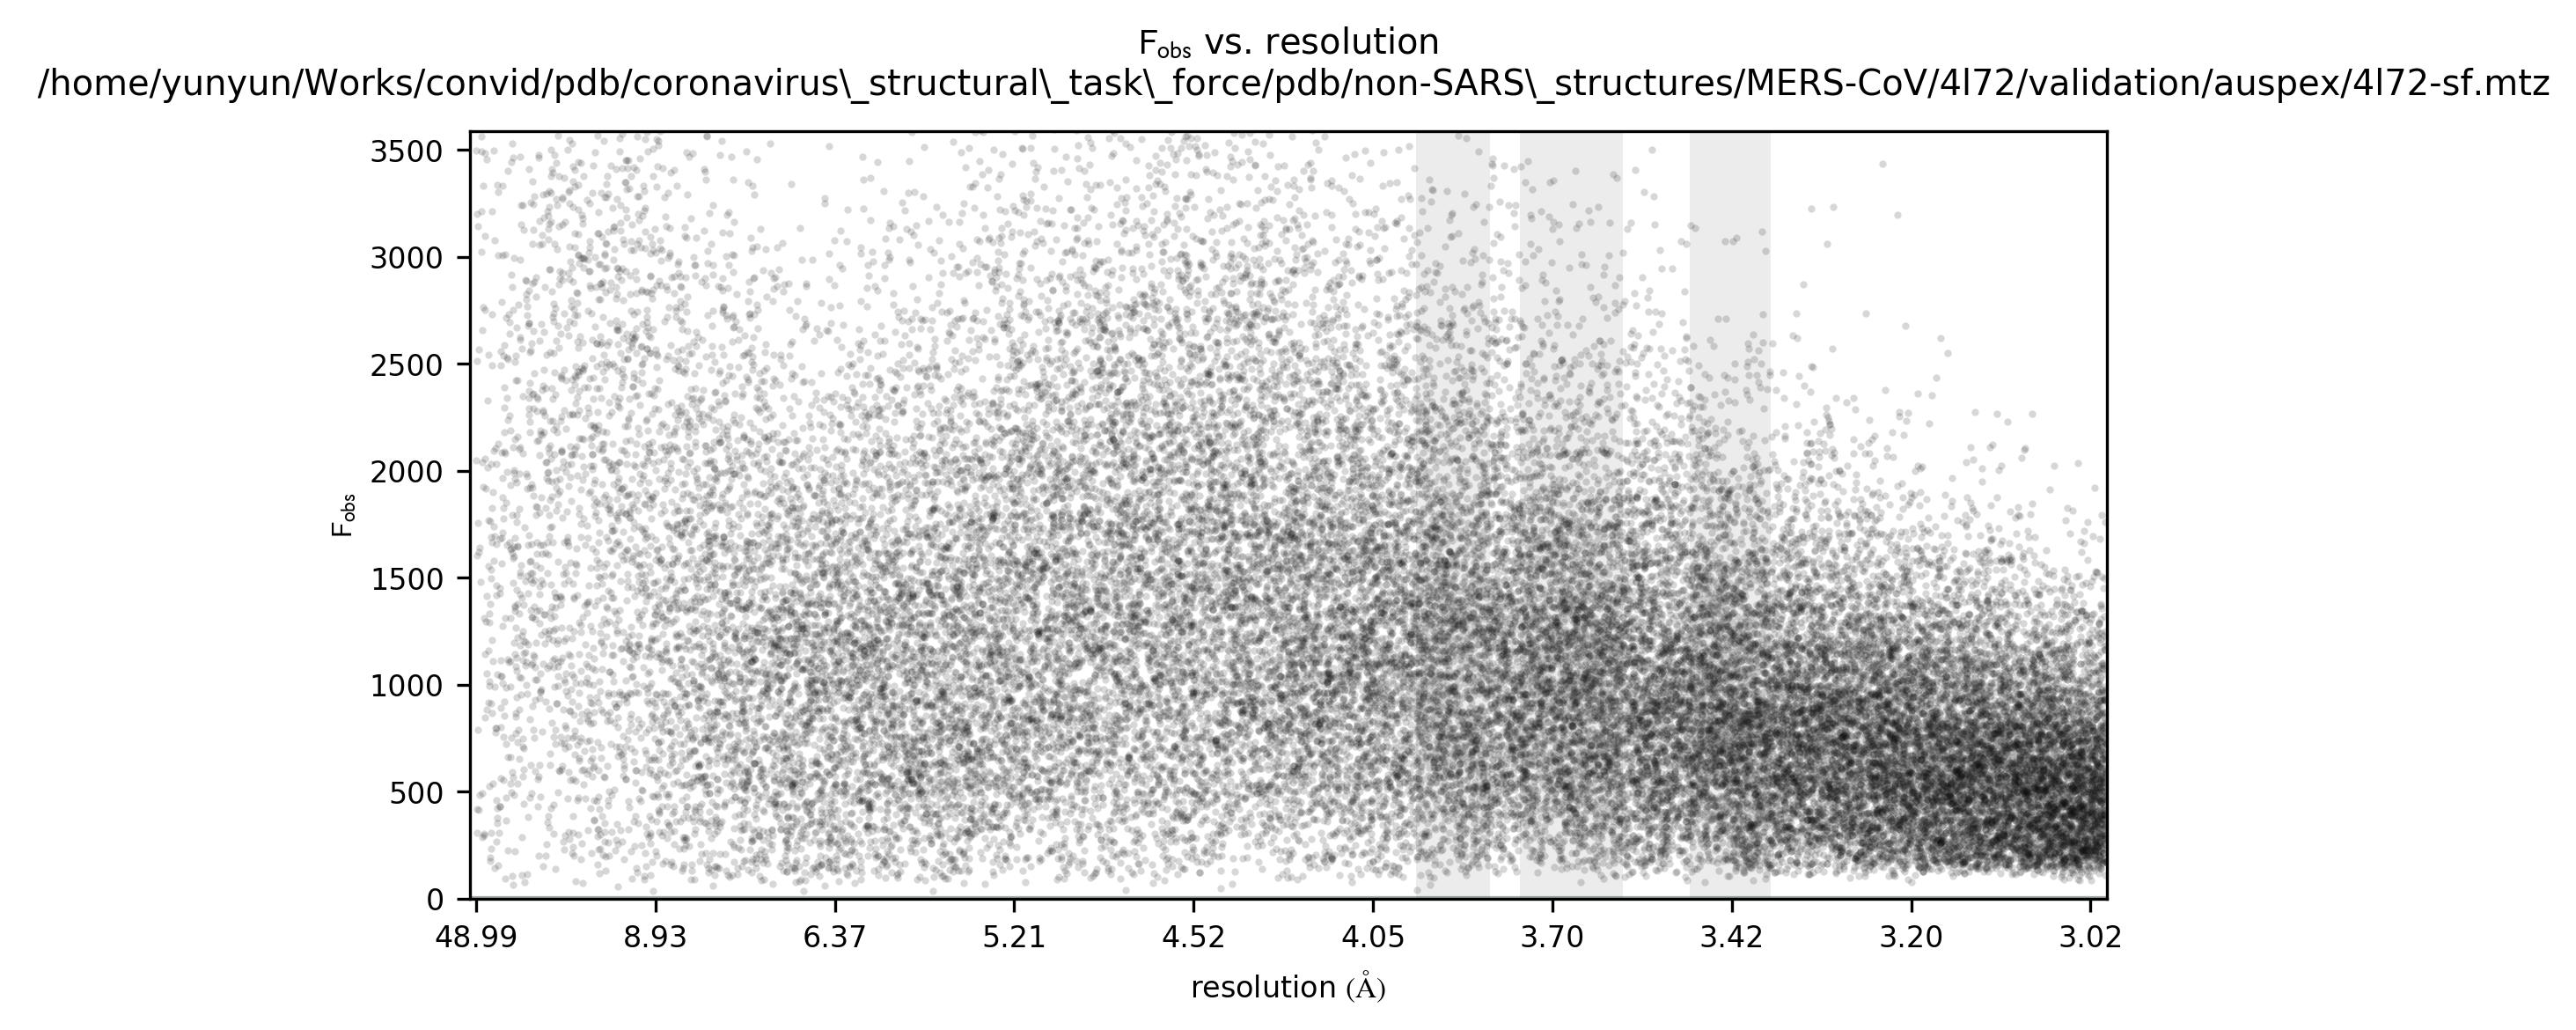 Fobs vs. resolution
/home/yunyun/Works/convid/pdb/coronavirus\_structural\_task\_force/pdb/non-SARS\_structures/MERS-CoV/4l72/validation/auspex/4l72-sf.mtz
3500
3000
2500
2000
1500
1000
500
0
Fobs
48.99 8.93 6.37 5.21 4.52 4.05 3.70 3.42 3.20 3.02
resolution (Å)